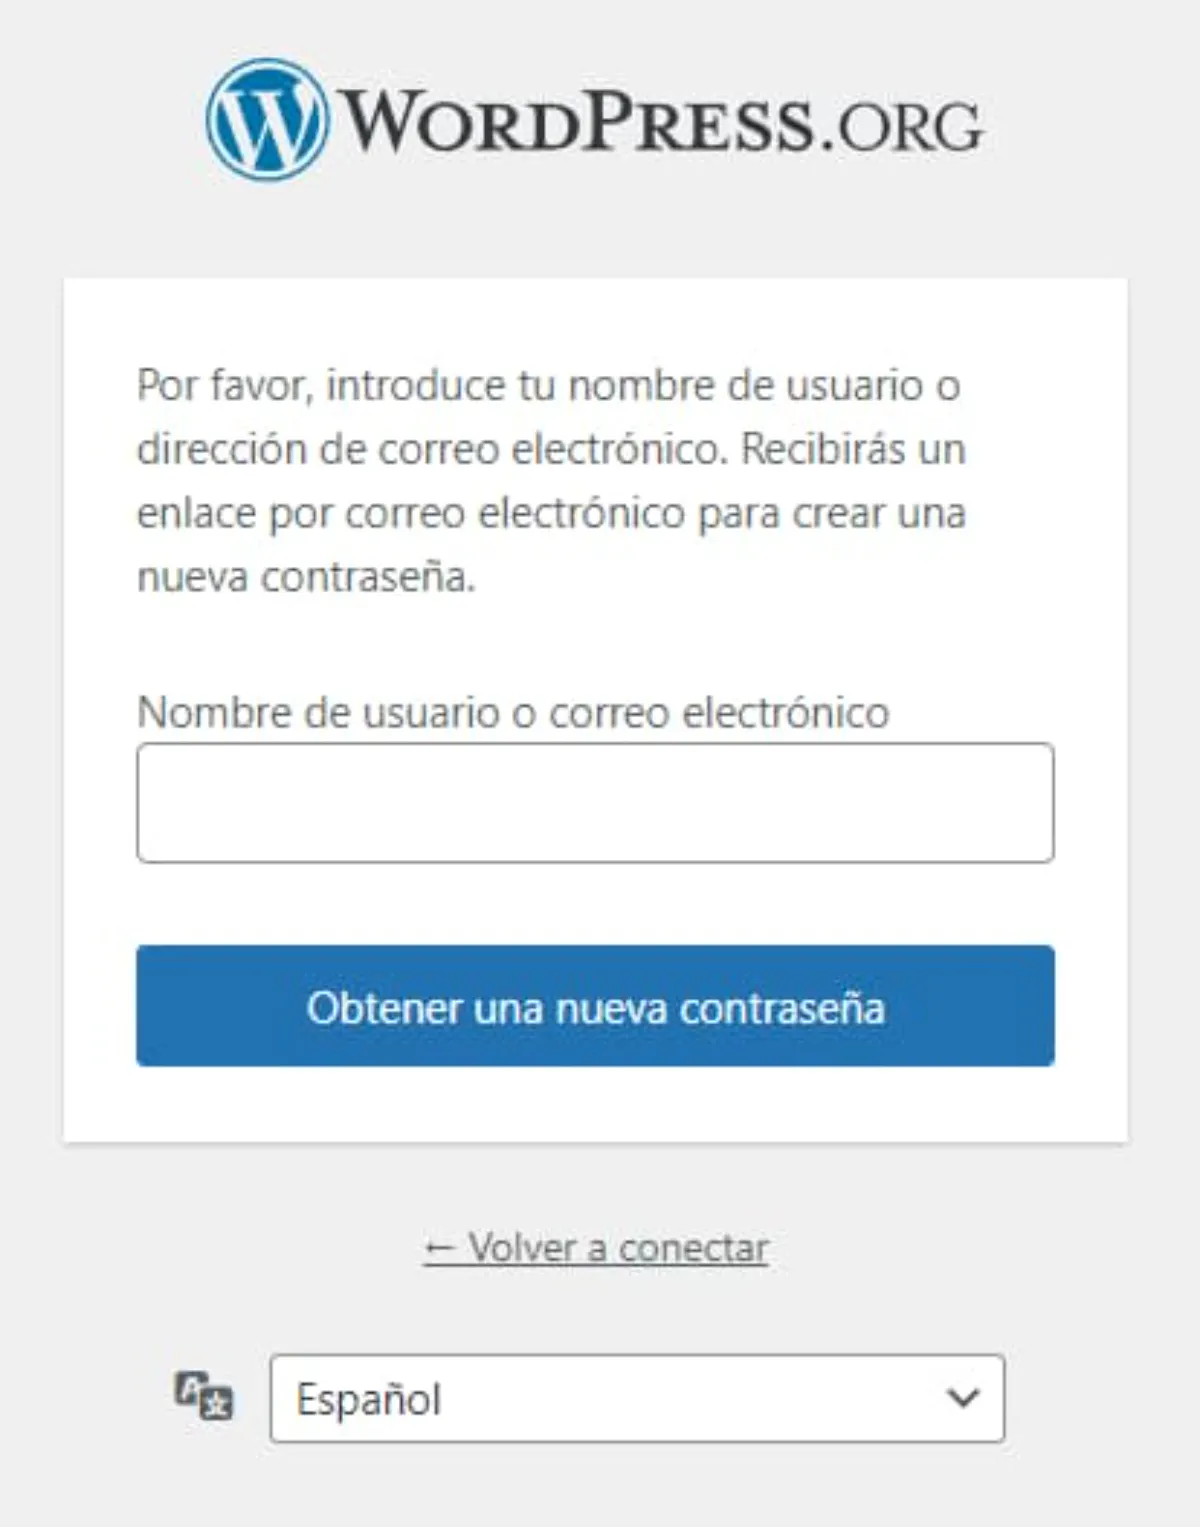 WORDPRESS.ORG
Por favor, introduce tu nombre de usuario o
dirección de correo electrónico. Recibirás un
enlace por correo electrónico para crear una
nueva contraseña.
Nombre de usuario o correo electrónico
Obtener una nueva contraseña
← Volver a conectar
Español